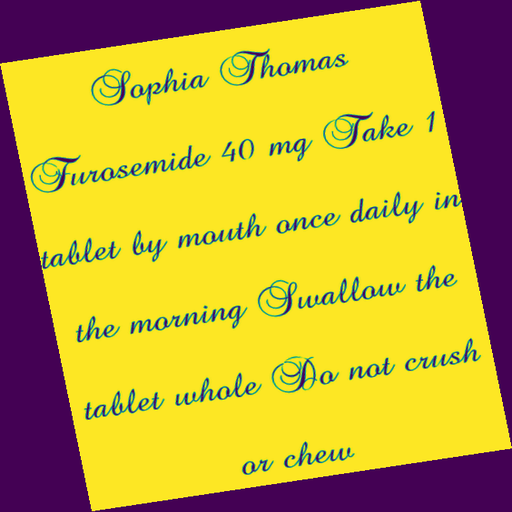 Sophia Thomas
Furosemide 40 mg Take 1
tablet by mouth once daily in
the morning Swallow the
tablet whole Do not crush
or chew